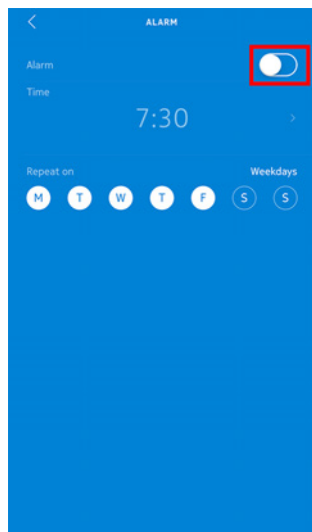 ALARM
Alarm
Time
7:30
Repeat on Weekdays
M T W T F S S